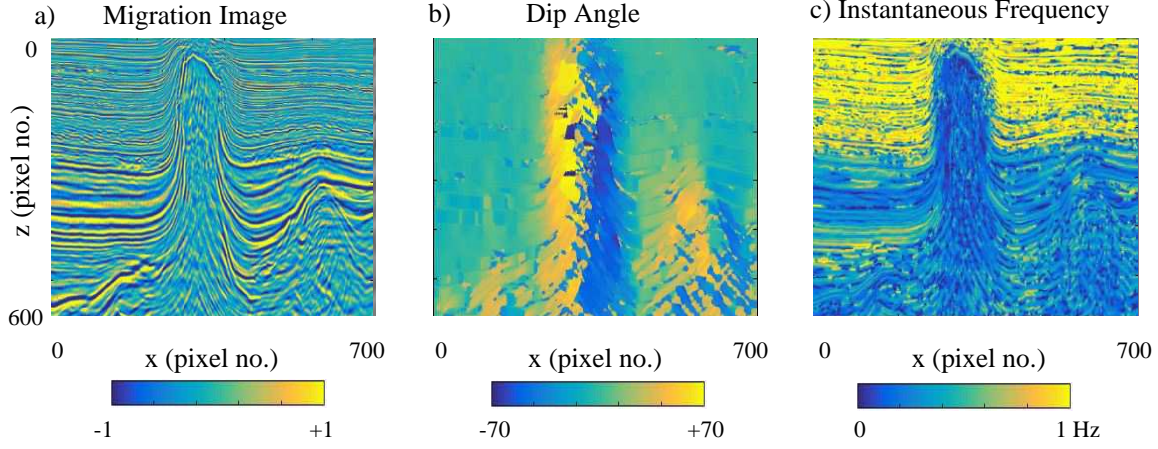 a) Migration Image
b) Dip Angle
c) Instantaneous Frequency
0
z (pixel no.)
600
0 x (pixel no.) 700
0 x (pixel no.) 700
0 x (pixel no.) 700
-1 +1
-70 +70
0 1 Hz